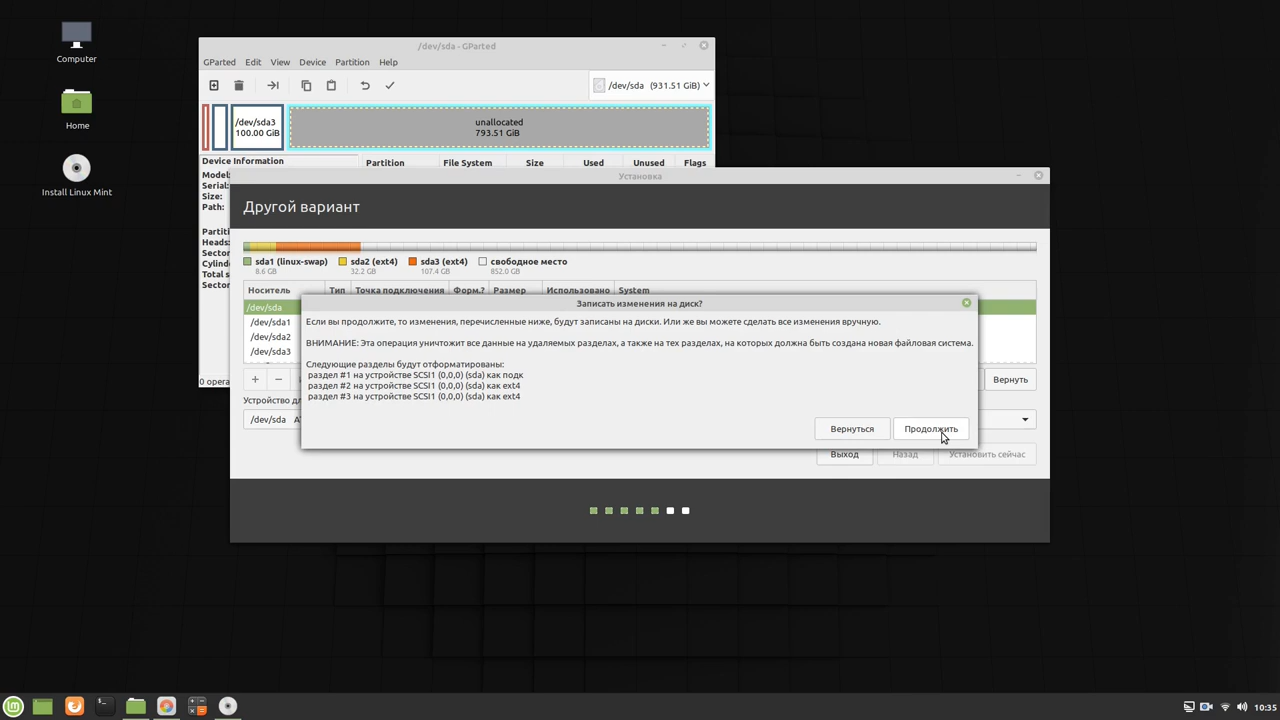 Computer
Home
Install Linux Mint
/dev/sda - GParted
GParted Edit View Device Partition Help
/dev/sda (931.51 GiB)
/dev/sda3
100.00 GiB
unallocated
793.51 GiB
Device Information
Partition File System Size Used Unused Flags
Model:
Serial:
Size:
Path:
Partiti
Heads:
Sector
Cylinde
Total s
Sector
0 opera
Установка
Другой вариант
sda1 (linux-swap) sda2 (ext4) sda3 (ext4) свободное место
8.6 GB 32.2 GB 107.4 GB 852.0 GB
Носитель Тип Точка подключения Форм.? Размер Использовано System
/dev/sda
/dev/sda1
/dev/sda2
/dev/sda3
+ − Вернуть
Устройство дл
/dev/sda
Выход Назад Установить сейчас
Записать изменения на диск?
Если вы продолжите, то изменения, перечисленные ниже, будут записаны на диски. Или же вы можете сделать все изменения вручную.
ВНИМАНИЕ: Эта операция уничтожит все данные на удаляемых разделах, а также на тех разделах, на которых должна быть создана новая файловая система.
Следующие разделы будут отформатированы:
раздел #1 на устройстве SCSI1 (0,0,0) (sda) как подк
раздел #2 на устройстве SCSI1 (0,0,0) (sda) как ext4
раздел #3 на устройстве SCSI1 (0,0,0) (sda) как ext4
Вернуться Продолжить
10:35